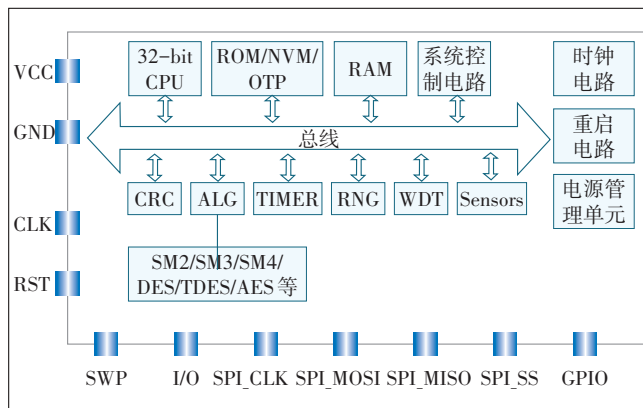 VCC
GND
CLK
RST
32-bit
CPU
ROM/NVM/
OTP
RAM
系统控
制电路
时钟
电路
总线
重启
电路
CRC
ALG
TIMER
RNG
WDT
Sensors
电源管
理单元
SM2/SM3/SM4/
DES/TDES/AES等
SWP
I/O
SPI_CLK
SPI_MOSI
SPI_MISO
SPI_SS
GPIO